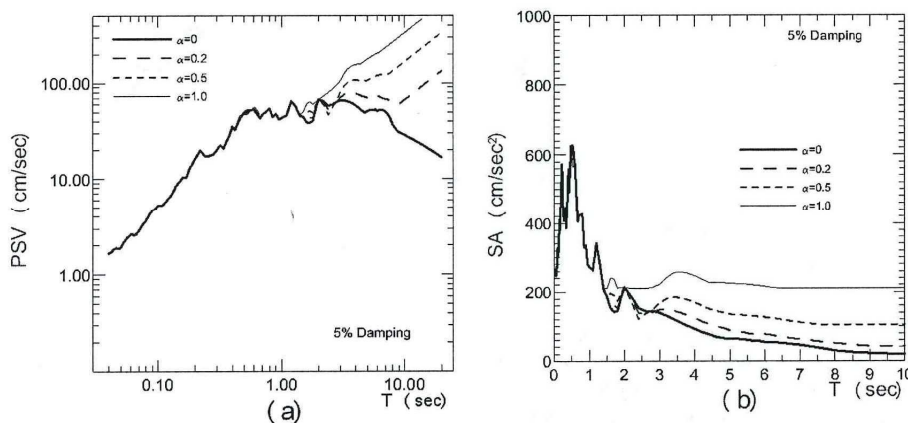 PSV ( cm/sec)
α=0
α=0.2
α=0.5
α=1.0
100.00
10.00
1.00
5% Damping
0.10 1.00 10.00
T ( sec)
(a)
SA (cm/sec²)
5% Damping
1000
800
600
400
200
0
α=0
α=0.2
α=0.5
α=1.0
0 1 2 3 4 5 6 7 8 9 10
T ( sec)
(b)